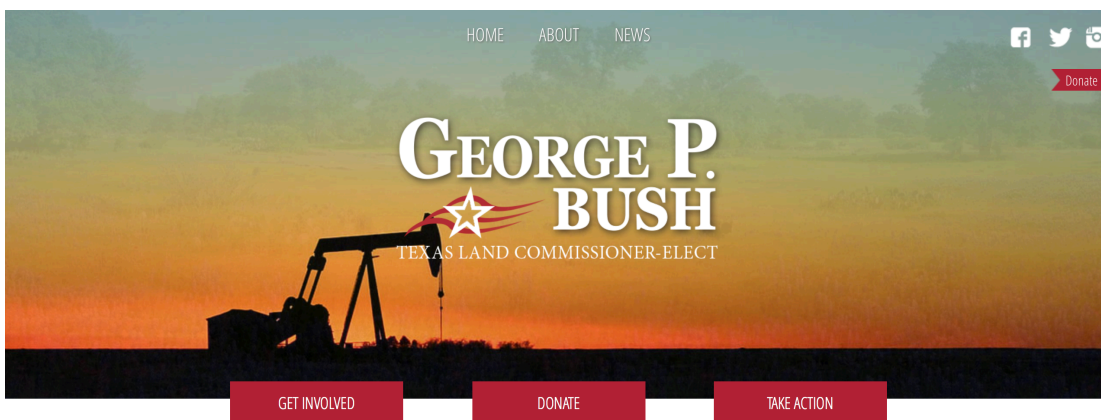 HOME ABOUT NEWS
Donate
GEORGE P.
BUSH
TEXAS LAND COMMISSIONER-ELECT
GET INVOLVED DONATE TAKE ACTION